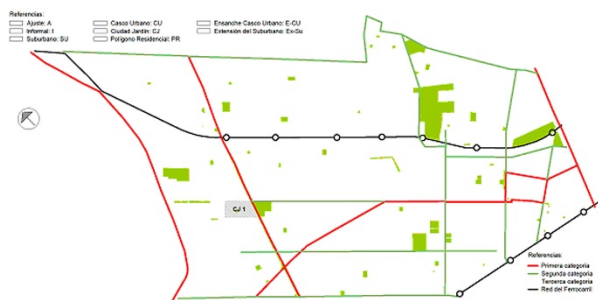 Referencias:
Ajuste: A
Informal: I
Suburbano: SU
Casco Urbano: CU
Ciudad Jardín: CJ
Polígono Residencial: PR
Ensanche Casco Urbano: E-CU
Extensión del Suburbano: Ex-Su
CJ 1
Referencias:
Primera categoría
Segunda categoría
Tercerca categoría
Red del Ferrocarril